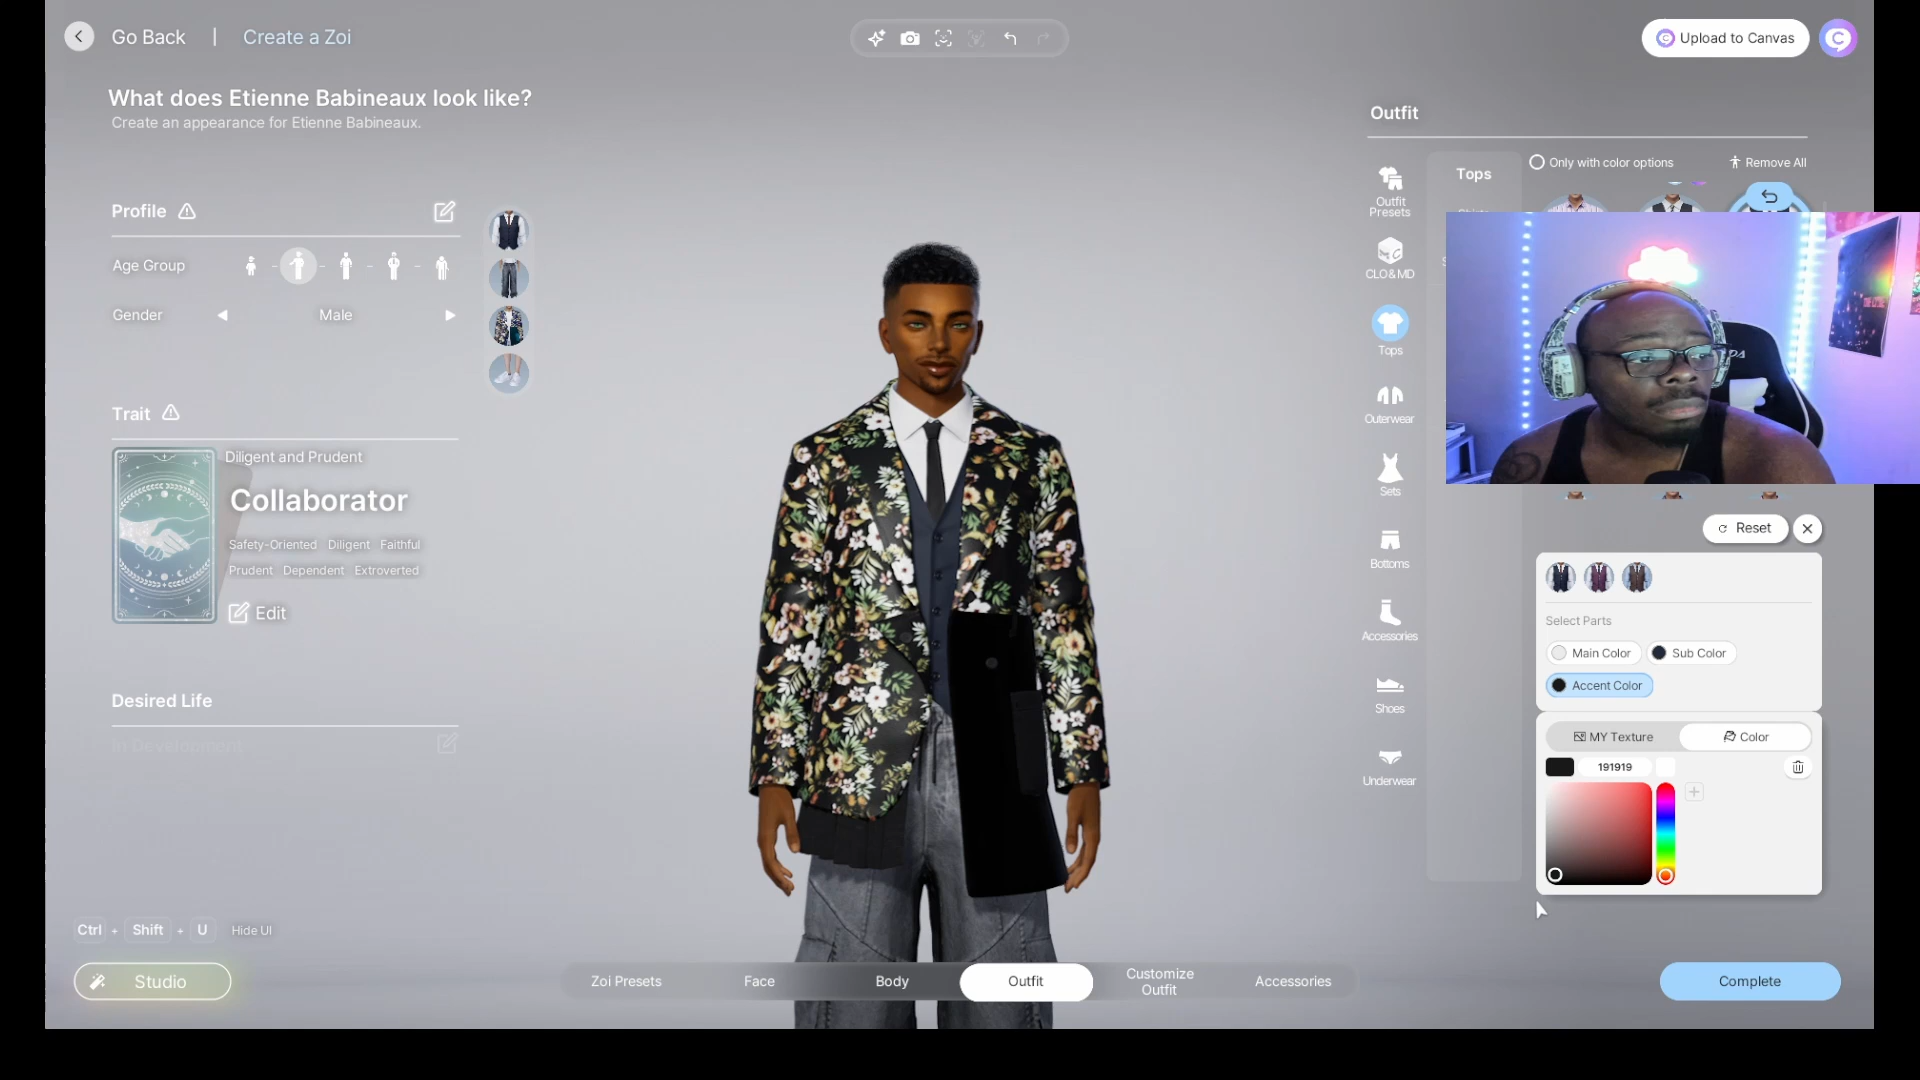 Go Back | Create a Zoi
Upload to Canvas
What does Etienne Babineaux look like?
Create an appearance for Etienne Babineaux.
Outfit
Tops
Only with color options
Remove All
Profile
Age Group
Gender
Male
Outfit
Presets
CLO&MD
Tops
Outerwear
Sets
Bottoms
Accessories
Shoes
Underwear
Trait
Diligent and Prudent
Collaborator
Safety-Oriented Diligent Faithful
Prudent Dependent Extroverted
Edit
Desired Life
In Development
Reset
Select Parts
Main Color
Sub Color
Accent Color
MY Texture
Color
191919
Ctrl + Shift + U Hide UI
Studio
Zoi Presets
Face
Body
Outfit
Customize
Outfit
Accessories
Complete